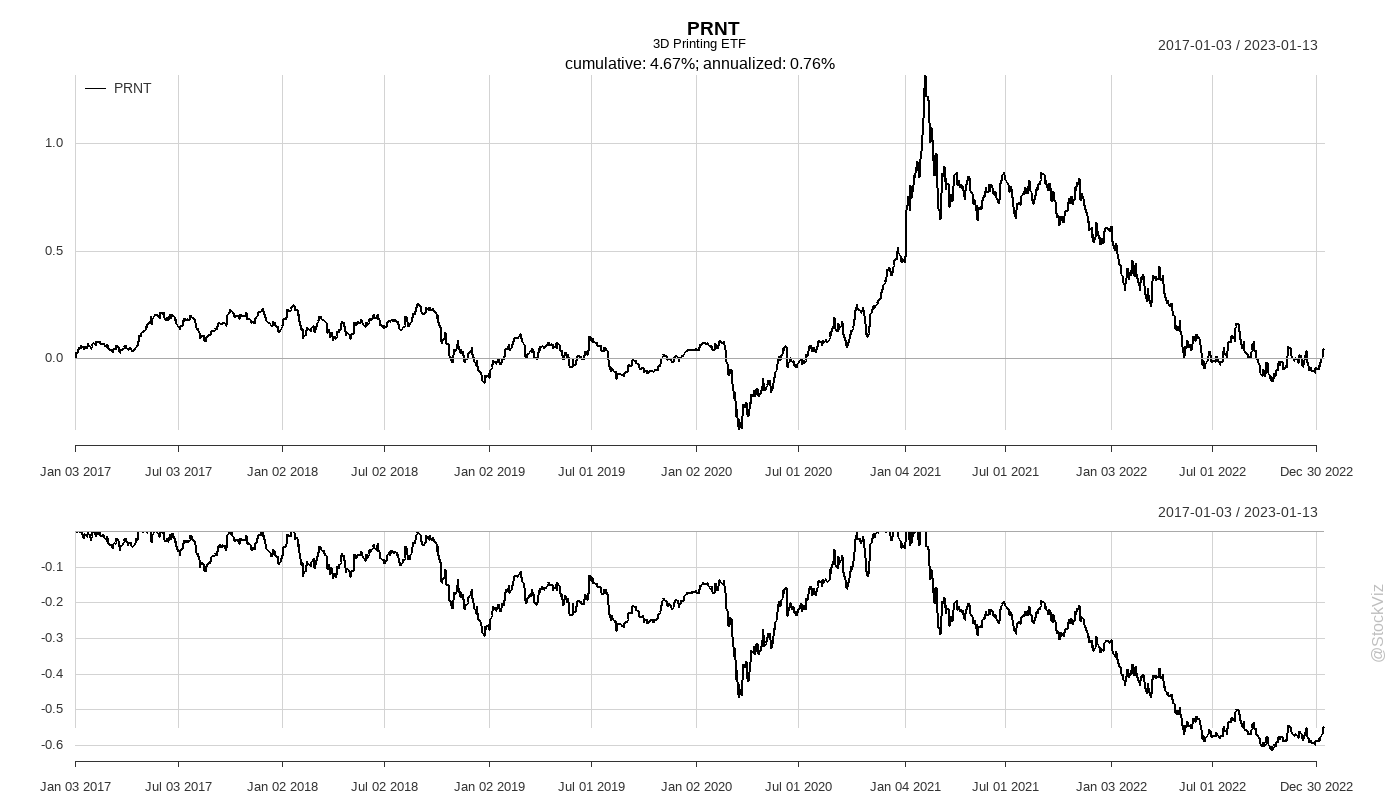 PRNT
3D Printing ETF
cumulative: 4.67%; annualized: 0.76%
2017-01-03 / 2023-01-13
PRNT
1.0
0.5
0.0
Jan 03 2017 Jul 03 2017 Jan 02 2018 Jul 02 2018 Jan 02 2019 Jul 01 2019 Jan 02 2020 Jul 01 2020 Jan 04 2021 Jul 01 2021 Jan 03 2022 Jul 01 2022 Dec 30 2022
2017-01-03 / 2023-01-13
-0.1
-0.2
-0.3
-0.4
-0.5
-0.6
Jan 03 2017 Jul 03 2017 Jan 02 2018 Jul 02 2018 Jan 02 2019 Jul 01 2019 Jan 02 2020 Jul 01 2020 Jan 04 2021 Jul 01 2021 Jan 03 2022 Jul 01 2022 Dec 30 2022
@StockViz